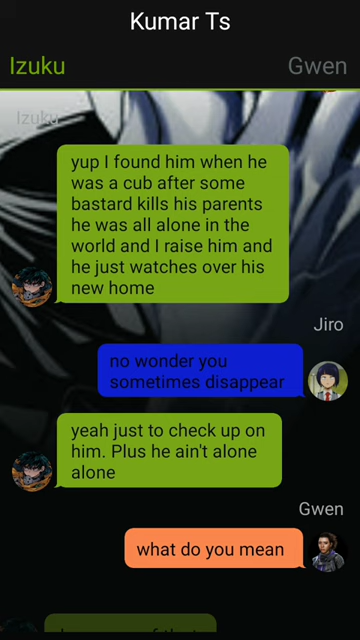 Kumar Ts
Izuku
Gwen
Izuku
yup I found him when he
was a cub after some
bastard kills his parents
he was all alone in the
world and I raise him and
he just watches over his
new home
Jiro
no wonder you
sometimes disappear
yeah just to check up on
him. Plus he ain't alone
alone
Gwen
what do you mean